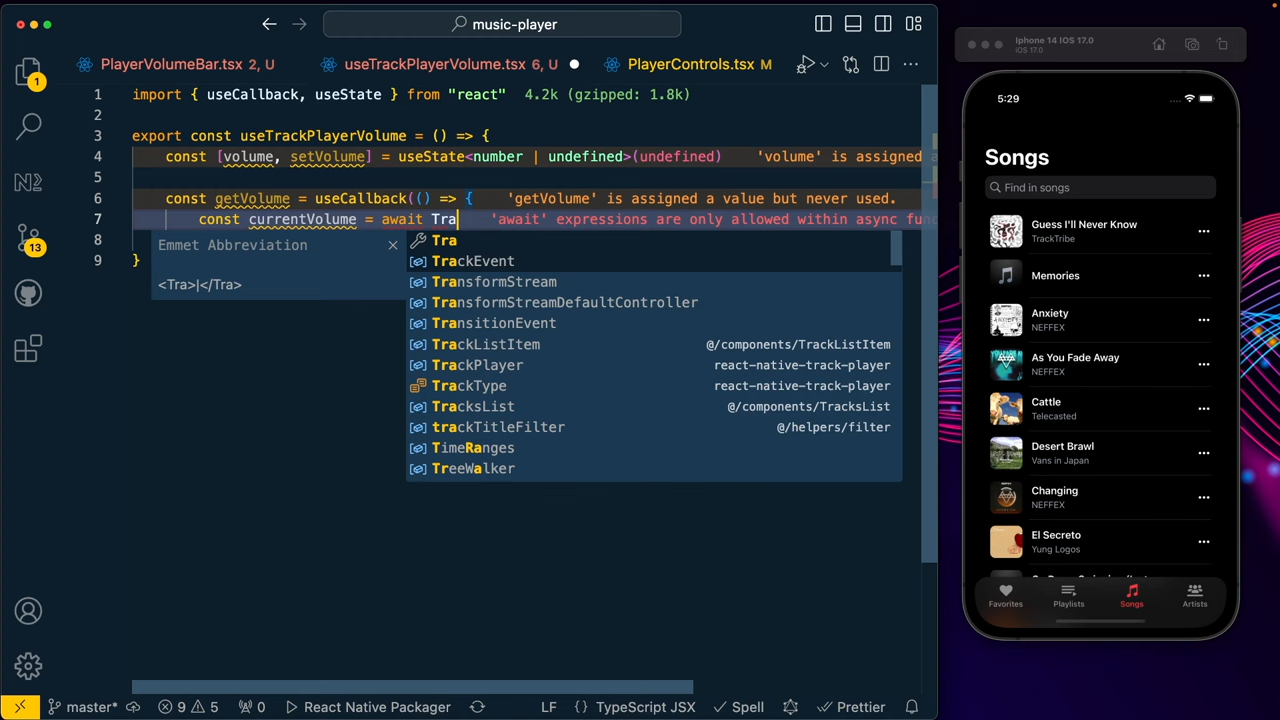 music-player
PlayerVolumeBar.tsx 2, U
useTrackPlayerVolume.tsx 6, U
PlayerControls.tsx M
1 import { useCallback, useState } from "react" 4.2k (gzipped: 1.8k)
2
3 export const useTrackPlayerVolume = () => {
4 const [volume, setVolume] = useState<number | undefined>(undefined) 'volume' is assigned a
5
6 const getVolume = useCallback(() => { 'getVolume' is assigned a value but never used.
7 const currentVolume = await Tra 'await' expressions are only allowed within async func
8
9 }
Emmet Abbreviation
<Tra>|</Tra>
Tra
TrackEvent
TransformStream
TransformStreamDefaultController
TransitionEvent
TrackListItem @/components/TrackListItem
TrackPlayer react-native-track-player
TrackType react-native-track-player
TracksList @/components/TracksList
trackTitleFilter @/helpers/filter
TimeRanges
TreeWalker
1
13
master* 9 5 0 React Native Packager LF {} TypeScript JSX Spell Prettier
Iphone 14 IOS 17.0
iOS 17.0
5:29
Songs
Find in songs
Guess I'll Never Know
TrackTribe
Memories
Anxiety
NEFFEX
As You Fade Away
NEFFEX
Cattle
Telecasted
Desert Brawl
Vans in Japan
Changing
NEFFEX
El Secreto
Yung Logos
Favorites Playlists Songs Artists